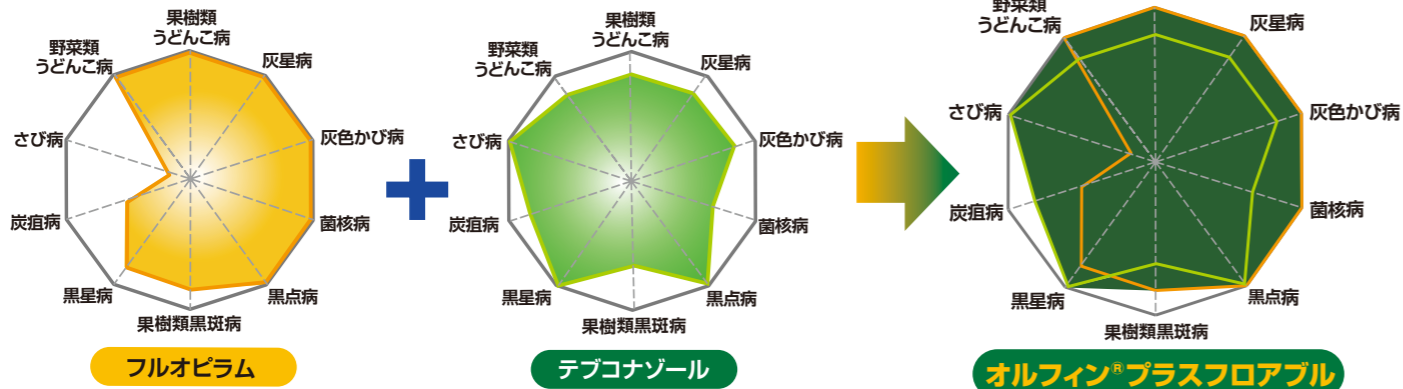 果樹類
うどんこ病
野菜類
うどんこ病
灰星病
さび病
灰色かび病
炭疽病
菌核病
黒星病
黒点病
果樹類黒斑病
フルオピラム
果樹類
うどんこ病
野菜類
うどんこ病
灰星病
さび病
灰色かび病
炭疽病
菌核病
黒星病
黒点病
果樹類黒斑病
テブコナゾール
野菜類
うどんこ病
灰星病
さび病
灰色かび病
炭疽病
菌核病
黒星病
黒点病
果樹類黒斑病
オルフィン®プラスフロアブル